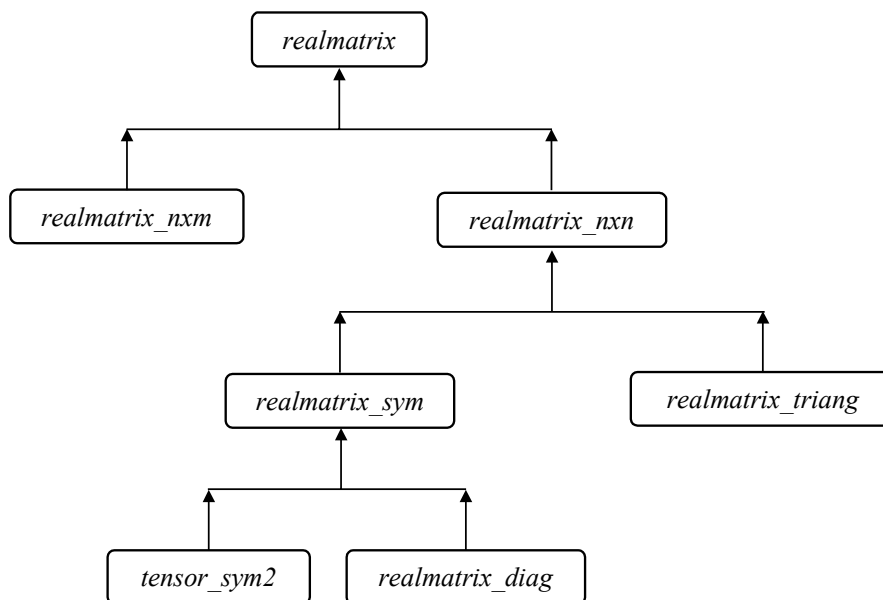 realmatrix
realmatrix_nxm
realmatrix_nxn
realmatrix_sym
realmatrix_triang
tensor_sym2
realmatrix_diag